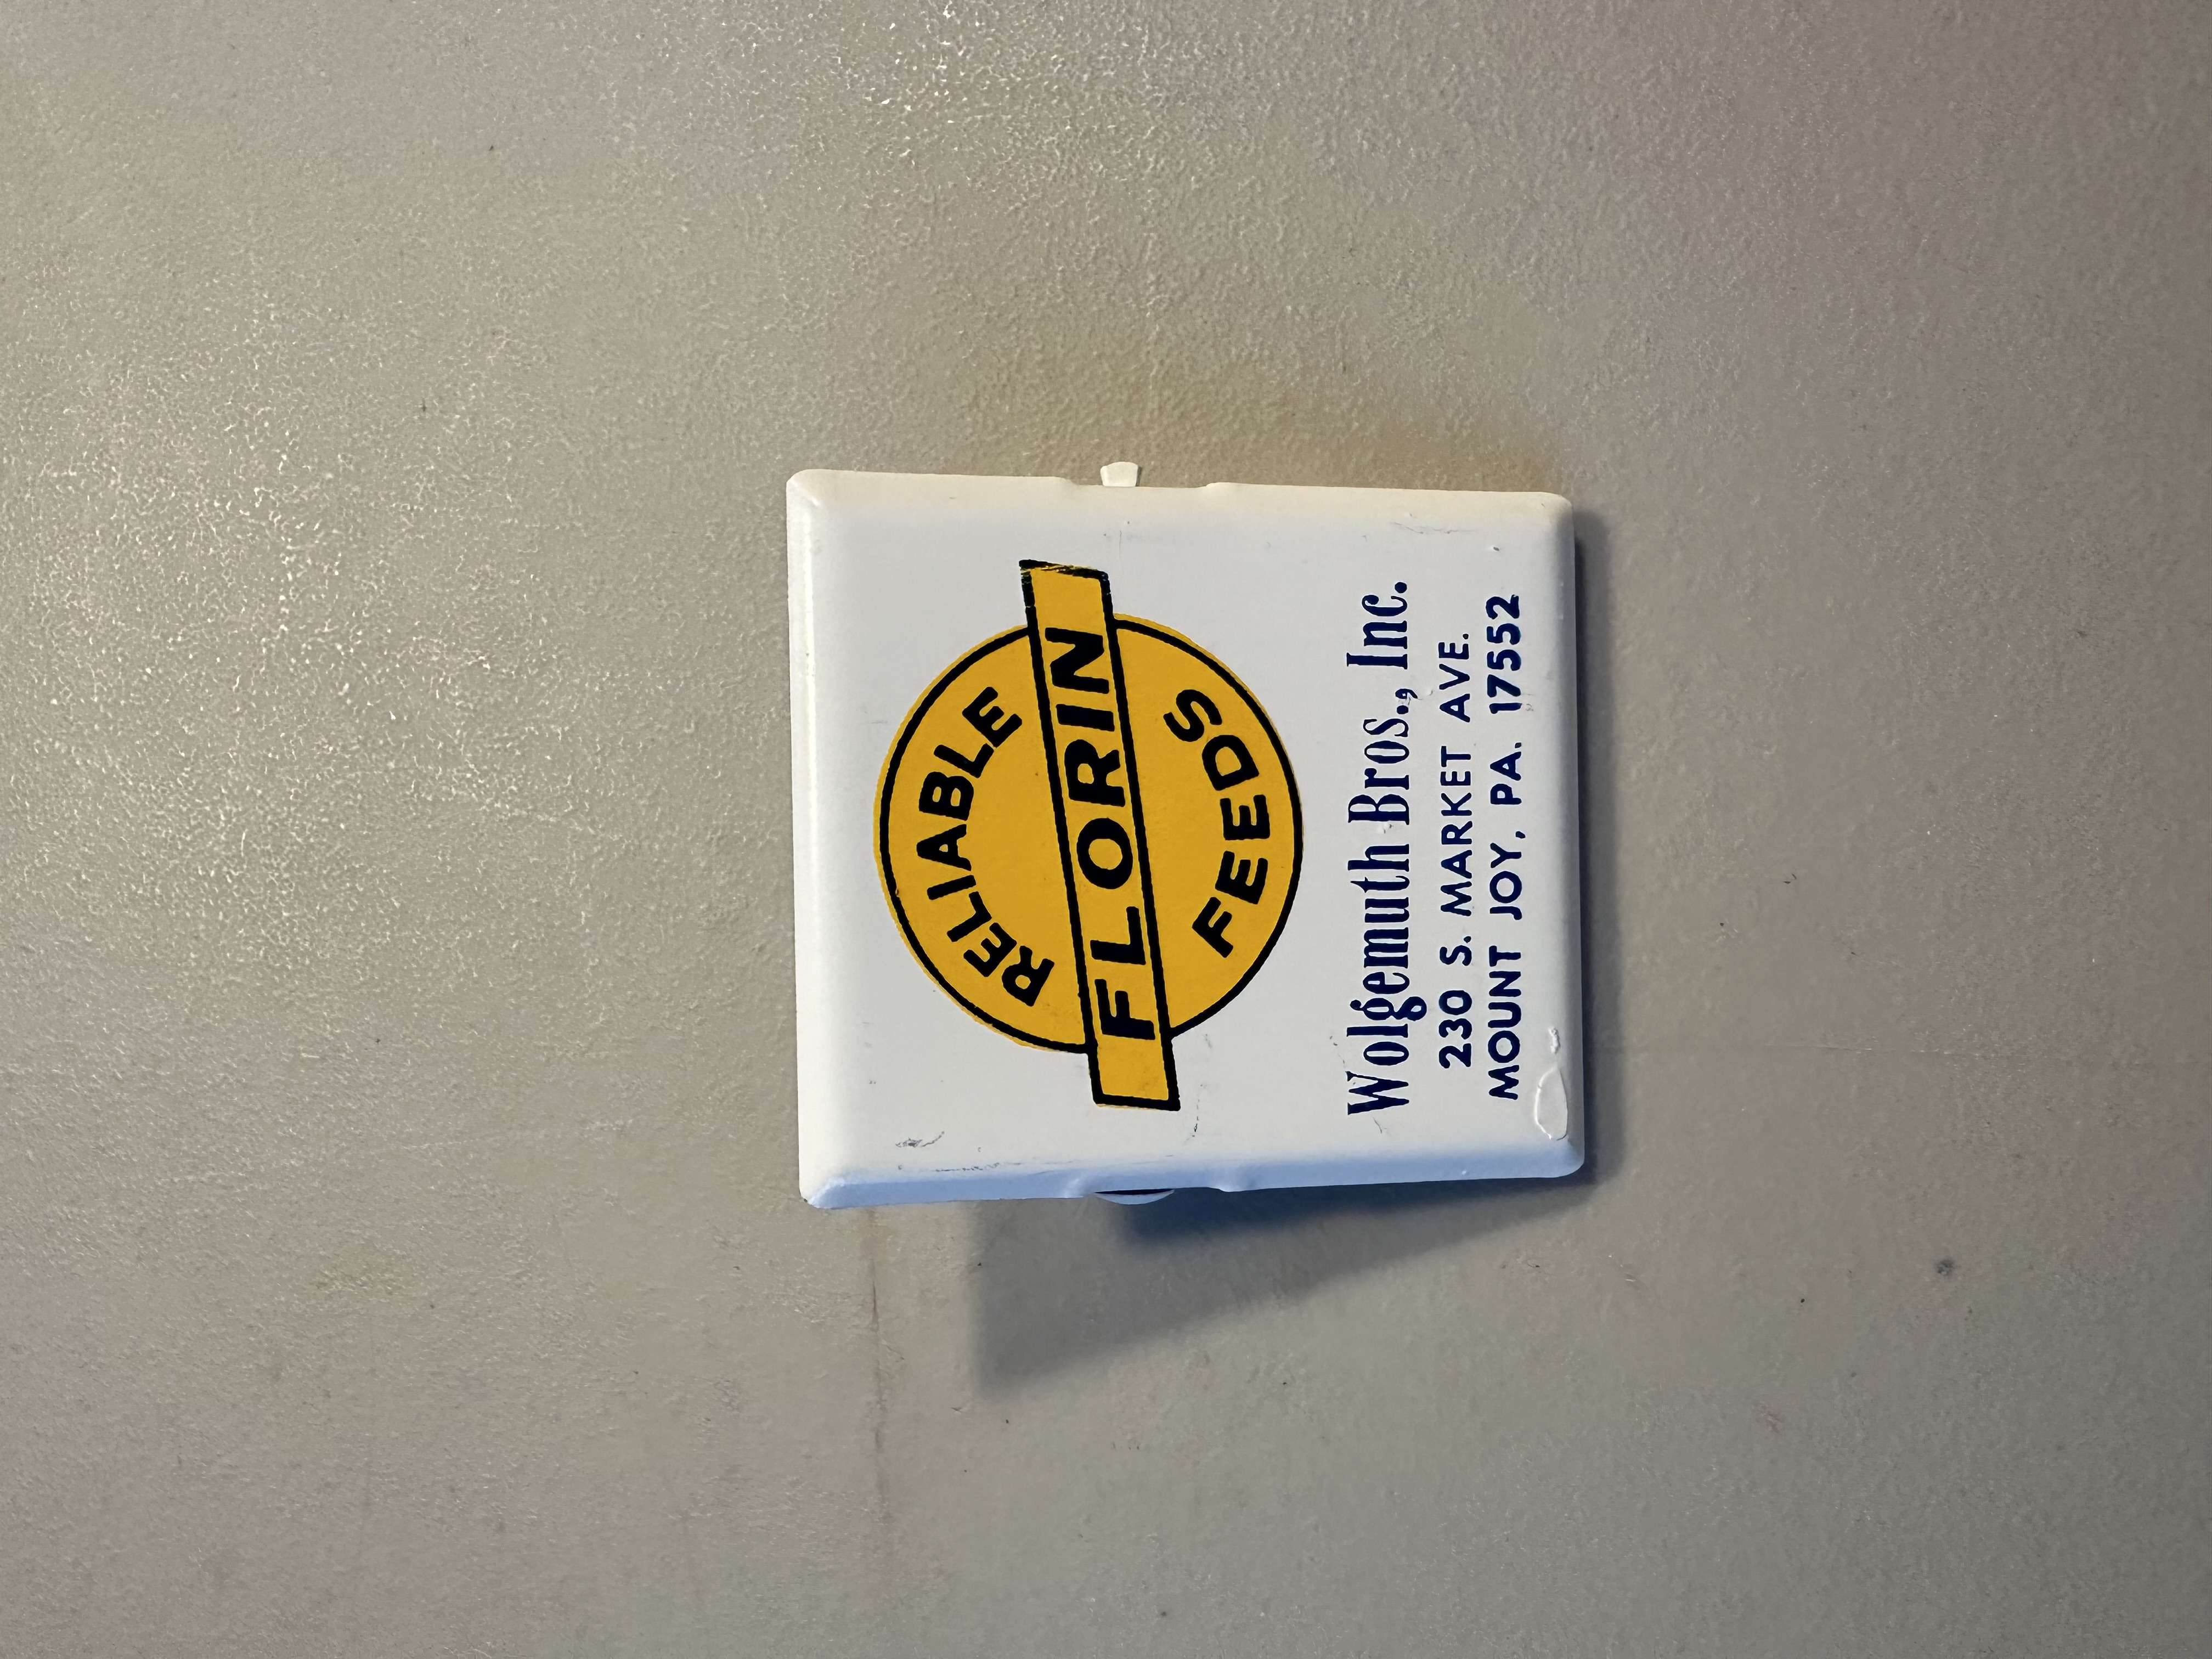 RELIABLE
FLORIN
FEEDS
Wolgemuth Bros., Inc.
230 S. MARKET AVE.
MOUNT JOY, PA. 17552